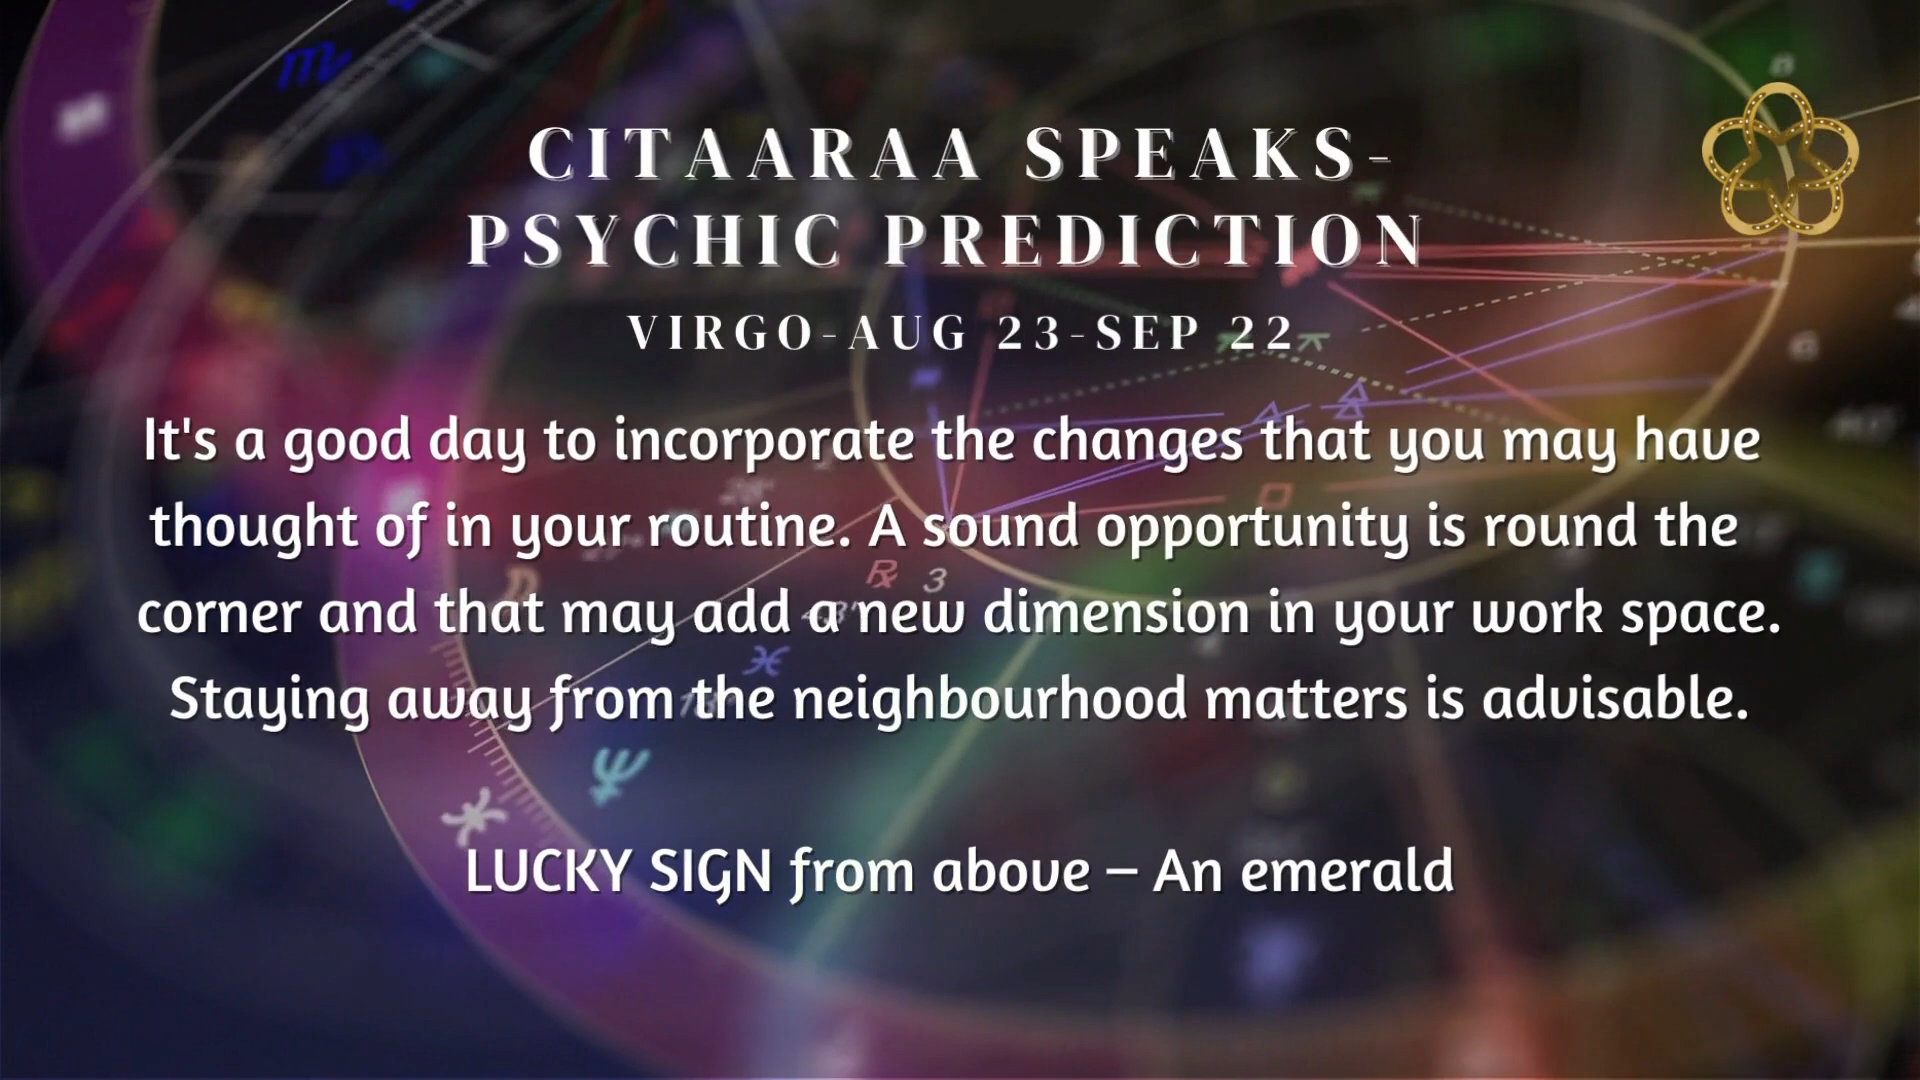 CITAARAA SPEAKS-
PSYCHIC PREDICTION
VIRGO-AUG 23-SEP 22
It's a good day to incorporate the changes that you may have
thought of in your routine. A sound opportunity is round the
corner and that may add a new dimension in your work space.
Staying away from the neighbourhood matters is advisable.
LUCKY SIGN from above – An emerald